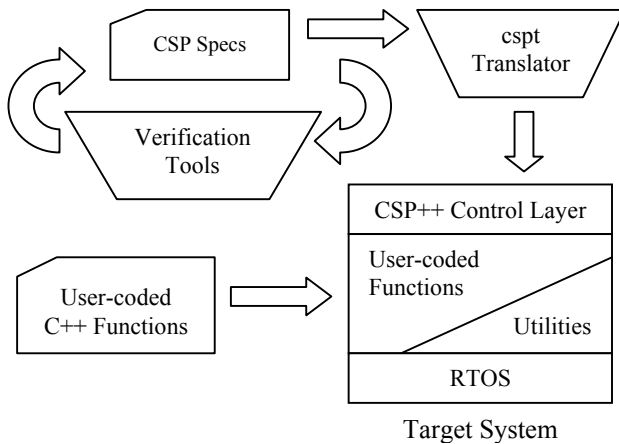 CSP Specs
cspt
Translator
Verification
Tools
CSP++ Control Layer
User-coded
Functions
Utilities
User-coded
C++ Functions
RTOS
Target System